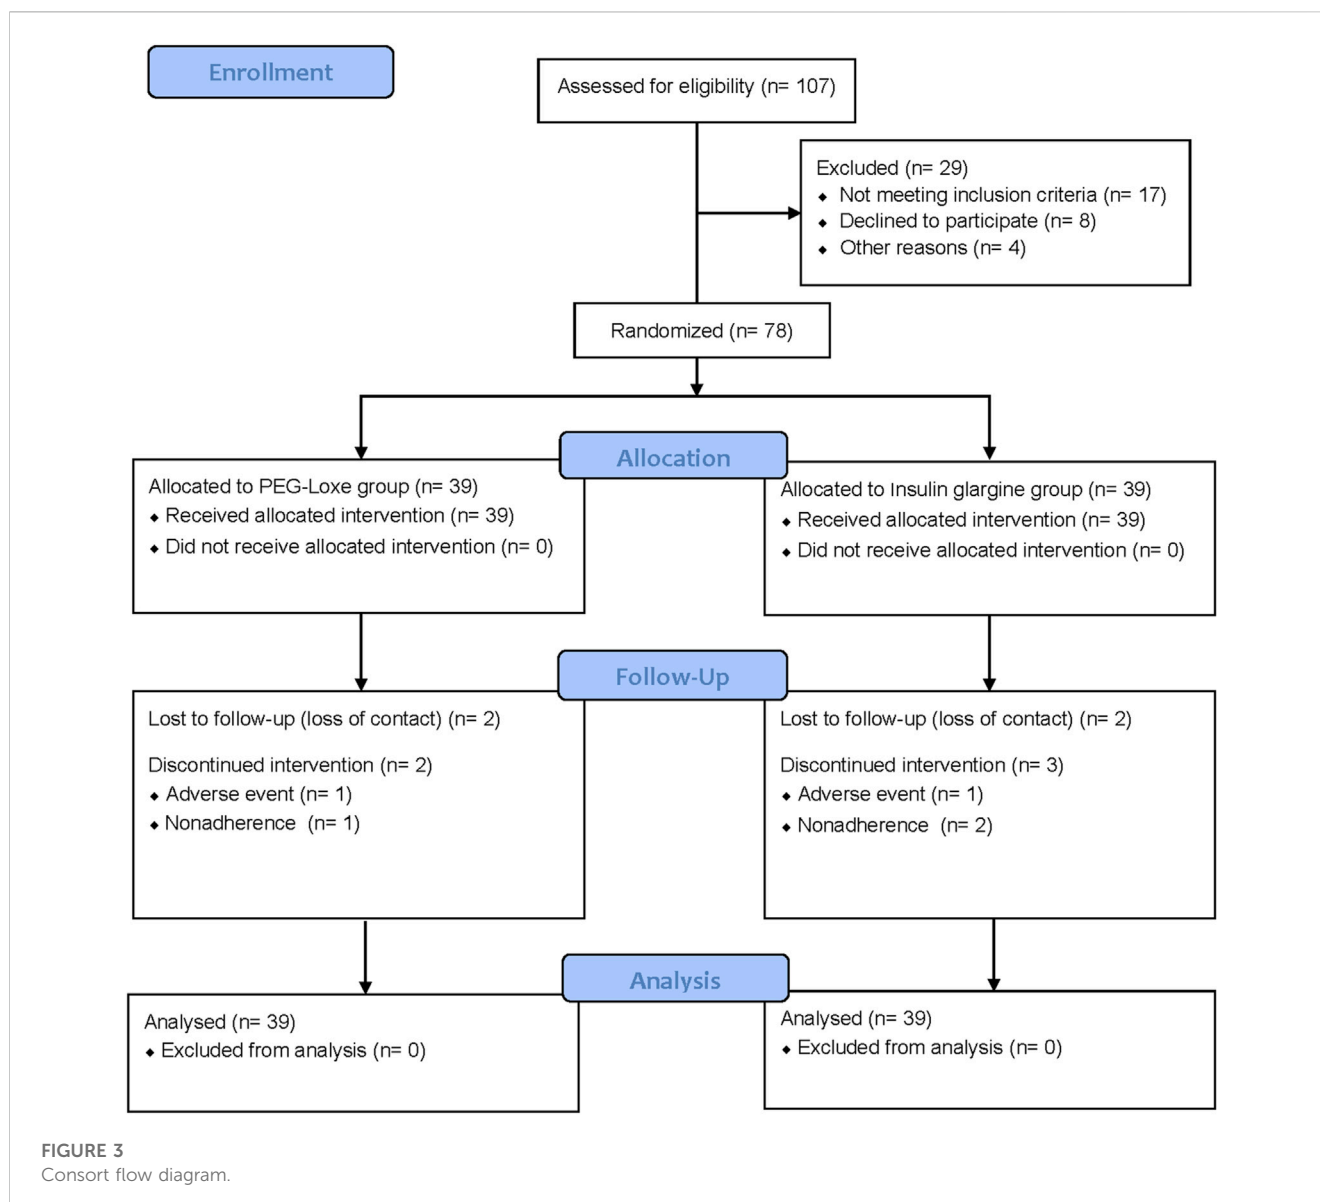 Enrollment
Assessed for eligibility (n= 107)
Excluded (n= 29)
♦ Not meeting inclusion criteria (n= 17)
♦ Declined to participate (n= 8)
♦ Other reasons (n= 4)
Randomized (n= 78)
Allocation
Allocated to PEG-Loxe group (n= 39)
♦ Received allocated intervention (n= 39)
♦ Did not receive allocated intervention (n= 0)
Allocated to Insulin glargine group (n= 39)
♦ Received allocated intervention (n= 39)
♦ Did not receive allocated intervention (n= 0)
Follow-Up
Lost to follow-up (loss of contact) (n= 2)
Discontinued intervention (n= 2)
♦ Adverse event (n= 1)
♦ Nonadherence (n= 1)
Lost to follow-up (loss of contact) (n= 2)
Discontinued intervention (n= 3)
♦ Adverse event (n= 1)
♦ Nonadherence (n= 2)
Analysis
Analysed (n= 39)
♦ Excluded from analysis (n= 0)
Analysed (n= 39)
♦ Excluded from analysis (n= 0)
FIGURE 3
Consort flow diagram.